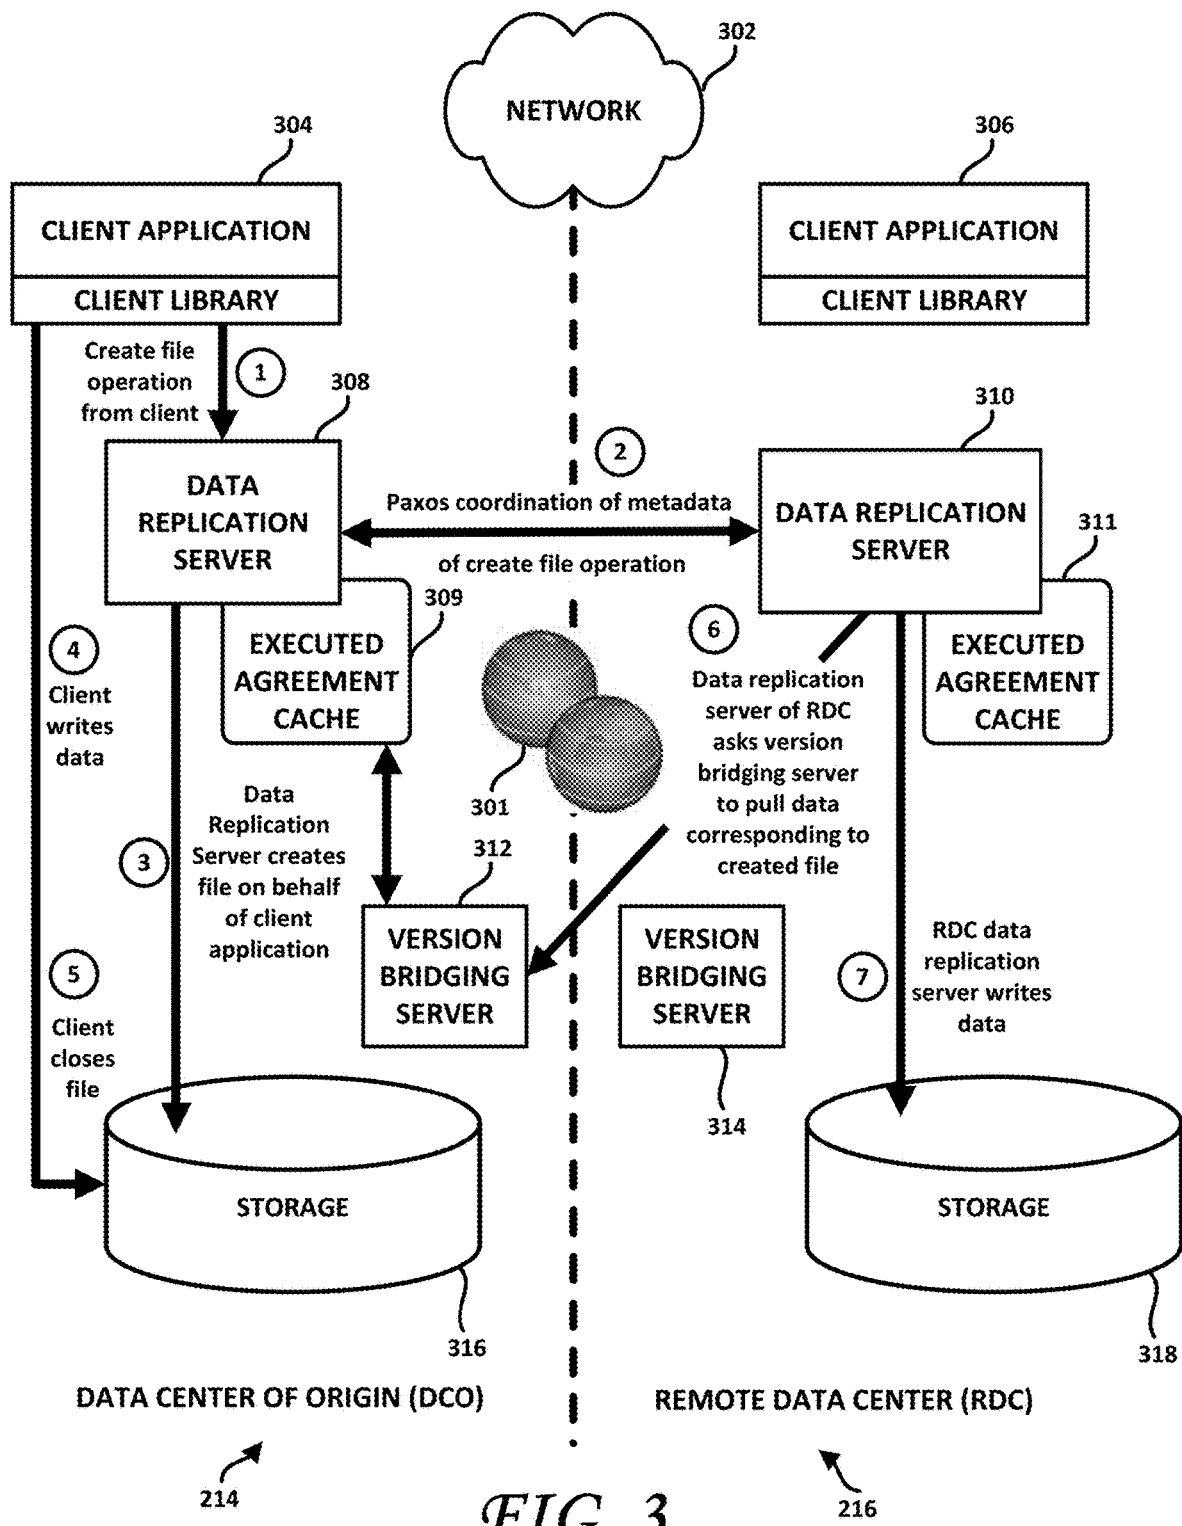 302
NETWORK
304
306
CLIENT APPLICATION
CLIENT LIBRARY
CLIENT APPLICATION
CLIENT LIBRARY
Create file
operation
from client
1
308
310
2
DATA
REPLICATION
SERVER
Paxos coordination of metadata
of create file operation
DATA REPLICATION
SERVER
311
309
EXECUTED
AGREEMENT
CACHE
EXECUTED
AGREEMENT
CACHE
4
Client
writes
data
6
Data replication
server of RDC
asks version
bridging server
to pull data
corresponding to
created file
301
3
Data
Replication
Server creates
file on behalf
of client
application
312
VERSION
BRIDGING
SERVER
VERSION
BRIDGING
SERVER
314
5
Client
closes
file
7
RDC data
replication
server writes
data
STORAGE
316
STORAGE
318
DATA CENTER OF ORIGIN (DCO)
REMOTE DATA CENTER (RDC)
214
216
FIG. 3